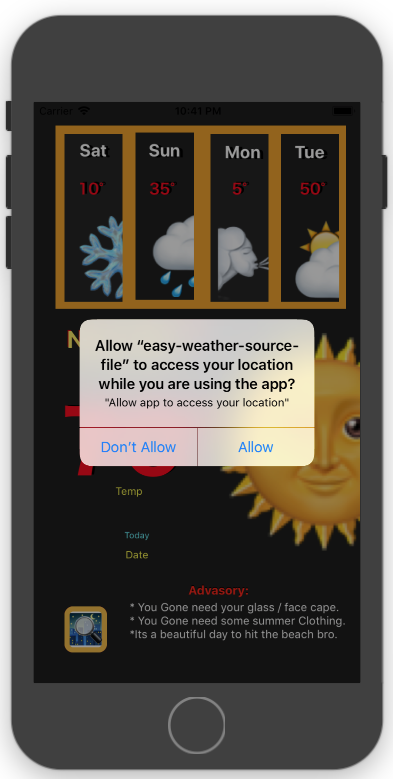 Carrier 10:41 PM
Sat Sun Mon Tue
10° 35° 5° 50°
Allow “easy-weather-source-
file” to access your location
while you are using the app?
"Allow app to access your location"
Don’t Allow Allow
Temp
Today
Date
Advasory:
* You Gone need your glass / face cape.
* You Gone need some summer Clothing.
*Its a beautiful day to hit the beach bro.